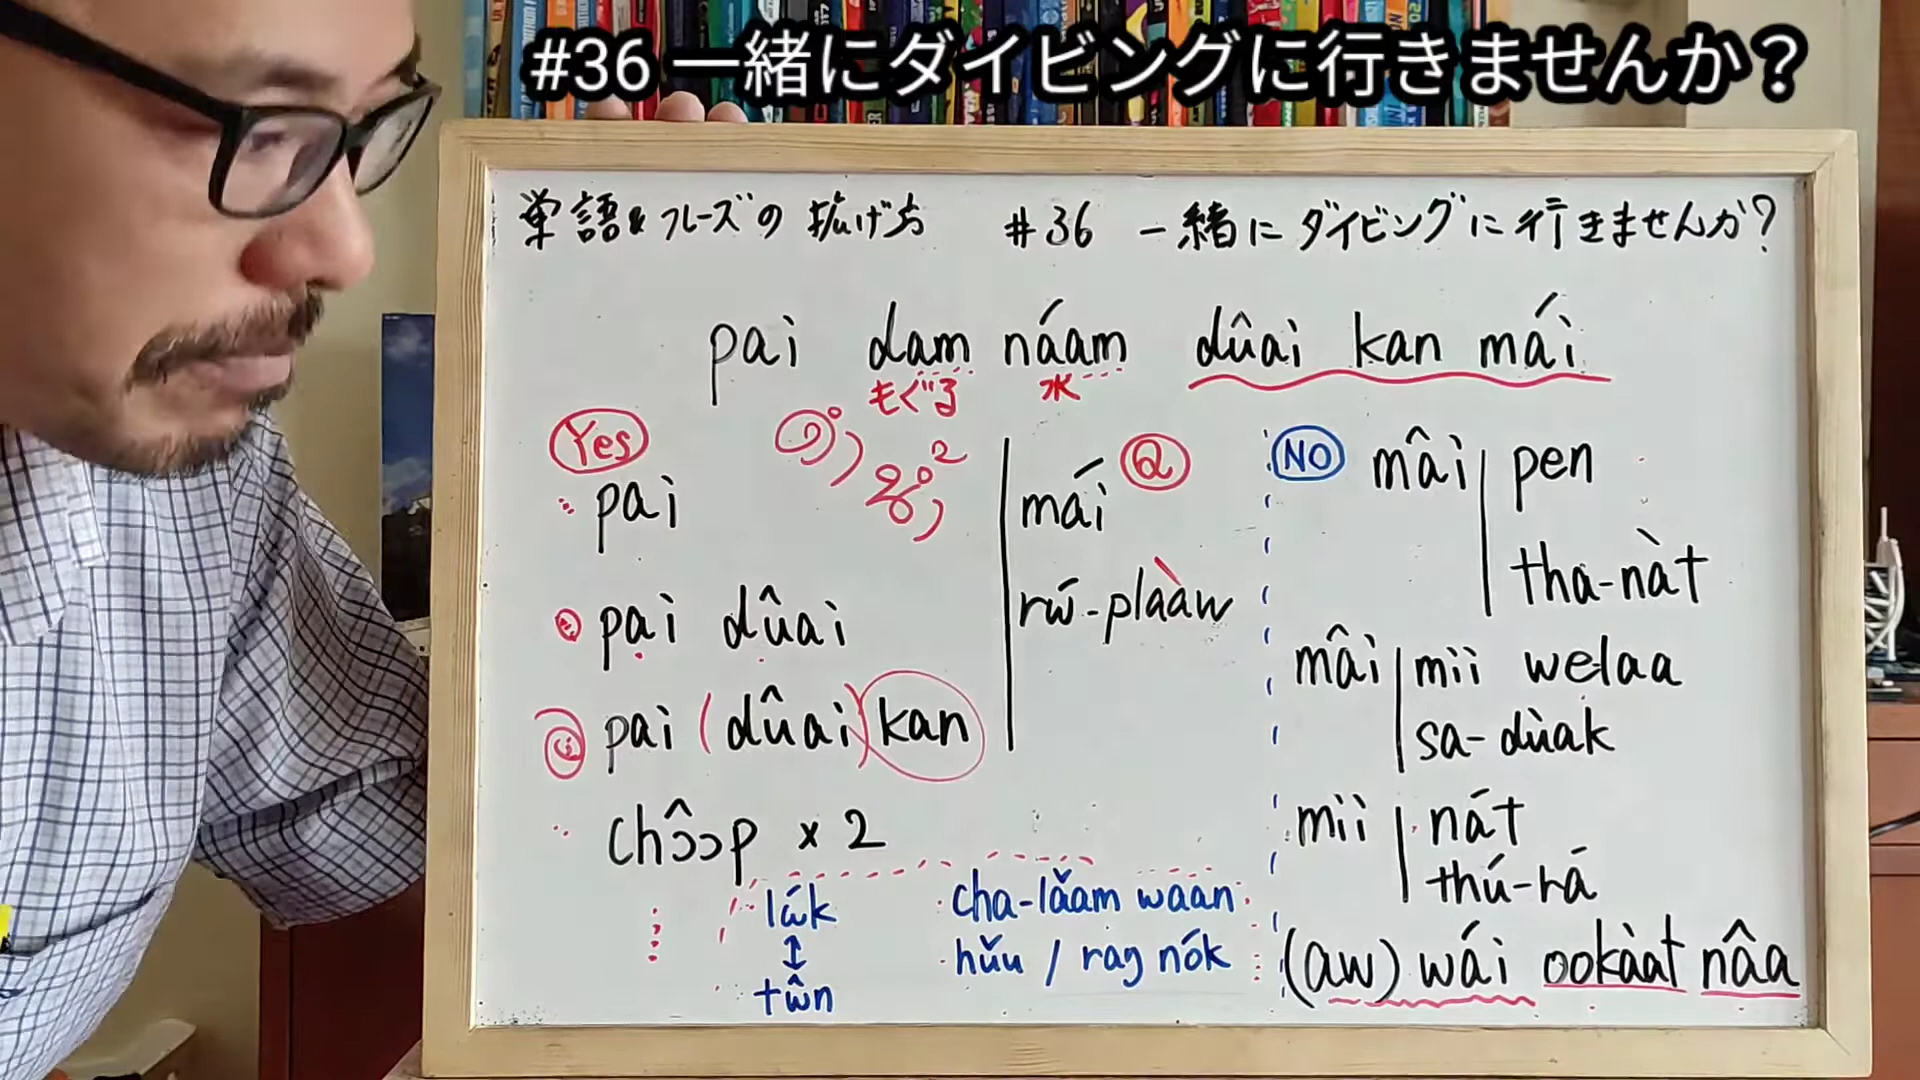 #36 一緒にダイビングに行きませんか?
単語&フレーズの拡げ方 #36 一緒にダイビングに行きませんか?
pai dam náam dûai kan mái
もぐる 水
Yes
pai
pai dûai
pai (dûai) kan
chɔ̂ɔp × 2
lɯ́k
↕
tɯ̂n
Q
mái
rɯ́-plàaw
cha-lǎam waan
hǔu / raŋ nók
NO
mâi pen
tha-nàt
mâi mii welaa
sa-dùak
mii nát
thú-rá
(aw) wái ookàat nâa